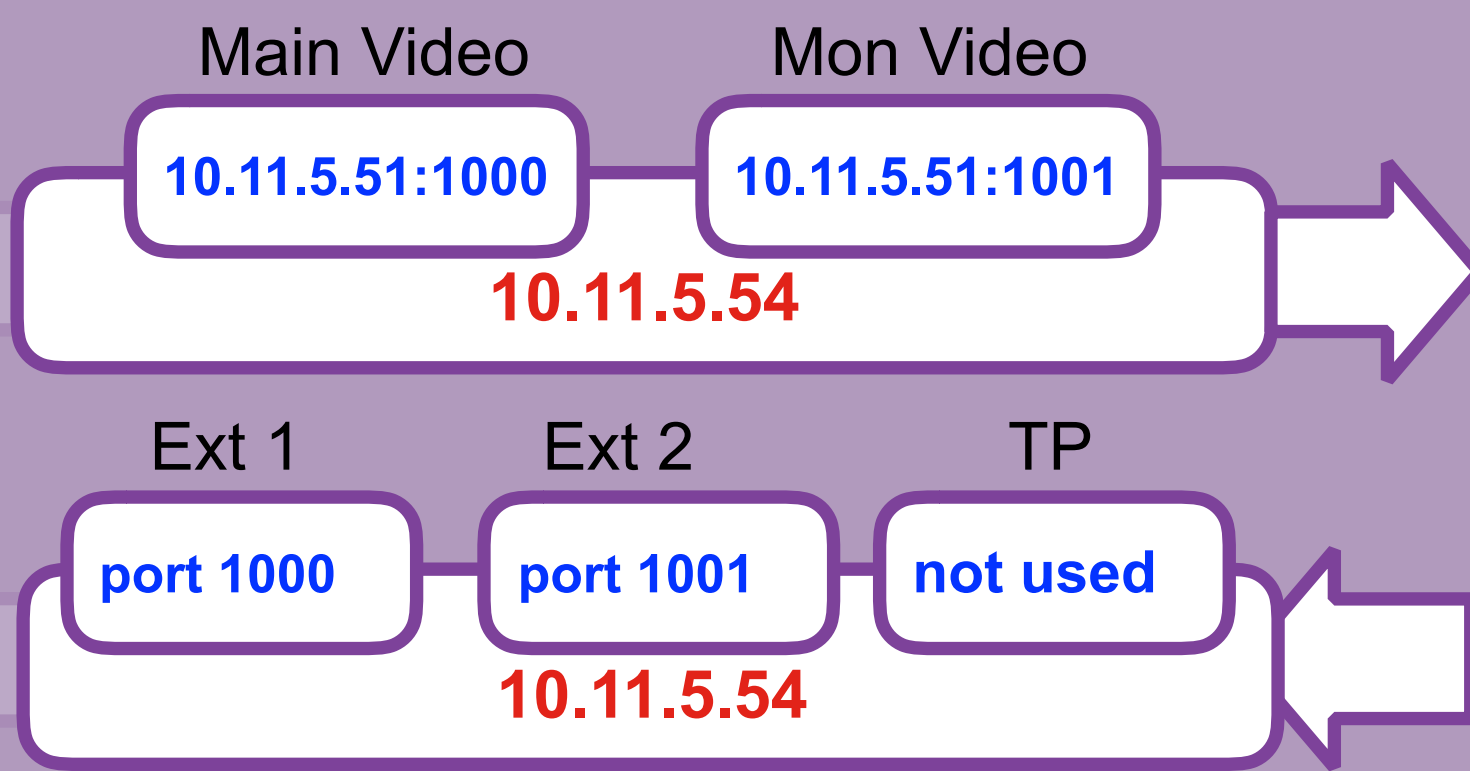 Main Video Mon Video
10.11.5.51:1000 10.11.5.51:1001
10.11.5.54
Ext 1 Ext 2 TP
port 1000 port 1001 not used
10.11.5.54